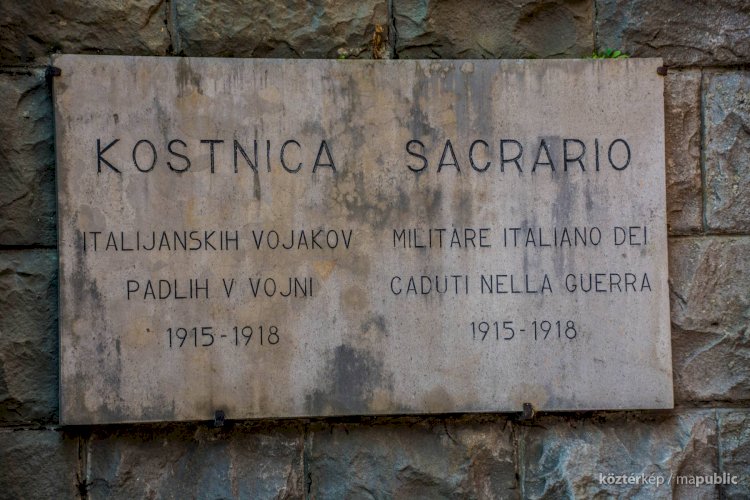 KOSTNICA
ITALIJANSKIH VOJAKOV
PADLIH V VOJNI
1915-1918
SACRARIO
MILITARE ITALIANO DEI
CADUTI NELLA GUERRA
1915-1918
köztérkép / mapublic